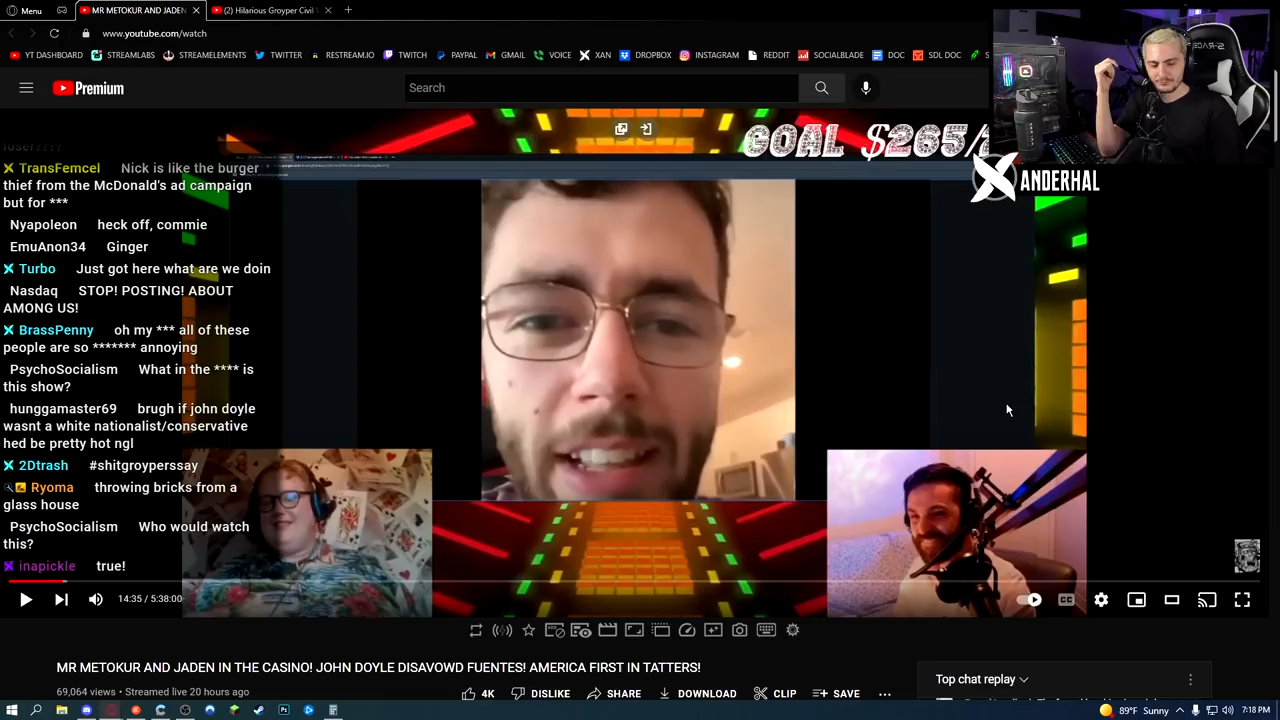 Menu
MR METOKUR AND JADEN
(2) Hilarious Groyper Civil
www.youtube.com/watch
YT DASHBOARD STREAMLABS STREAMELEMENTS TWITTER RESTREAM.IO TWITCH PAYPAL GMAIL VOICE XAN DROPBOX INSTAGRAM REDDIT SOCIALBLADE DOC SDL DOC
Premium
Search
GOAL $265/
ANDERHAL
TransFemcel Nick is like the burger
thief from the McDonald's ad campaign
but for ***
Nyapoleon heck off, commie
EmuAnon34 Ginger
Turbo Just got here what are we doin
Nasdaq STOP! POSTING! ABOUT
AMONG US!
BrassPenny oh my *** all of these
people are so ******* annoying
PsychoSocialism What in the **** is
this show?
hunggamaster69 brugh if john doyle
wasnt a white nationalist/conservative
hed be pretty hot ngl
2Dtrash #shitgroyperssay
Ryoma throwing bricks from a
glass house
PsychoSocialism Who would watch
this?
inapickle true!
14:35 / 5:38:00
CC
MR METOKUR AND JADEN IN THE CASINO! JOHN DOYLE DISAVOWD FUENTES! AMERICA FIRST IN TATTERS!
69,064 views • Streamed live 20 hours ago
4K DISLIKE SHARE DOWNLOAD CLIP SAVE
Top chat replay
89°F Sunny 7:18 PM